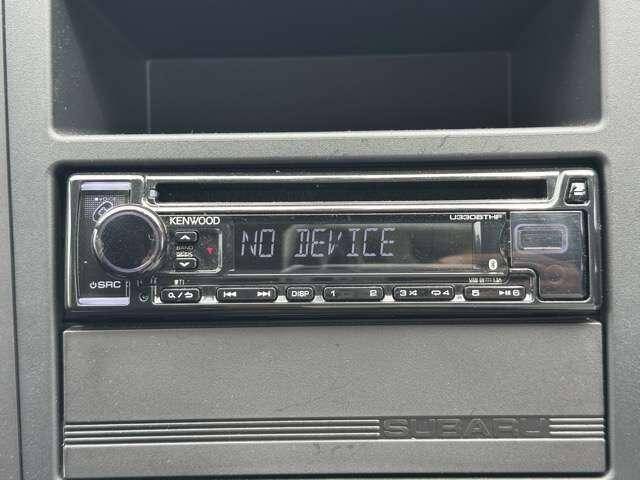 KENWOOD
U330BTHF
BAND
NO DEVICE
SRC
DISP 1 2 3 4 5 6
SUBARU